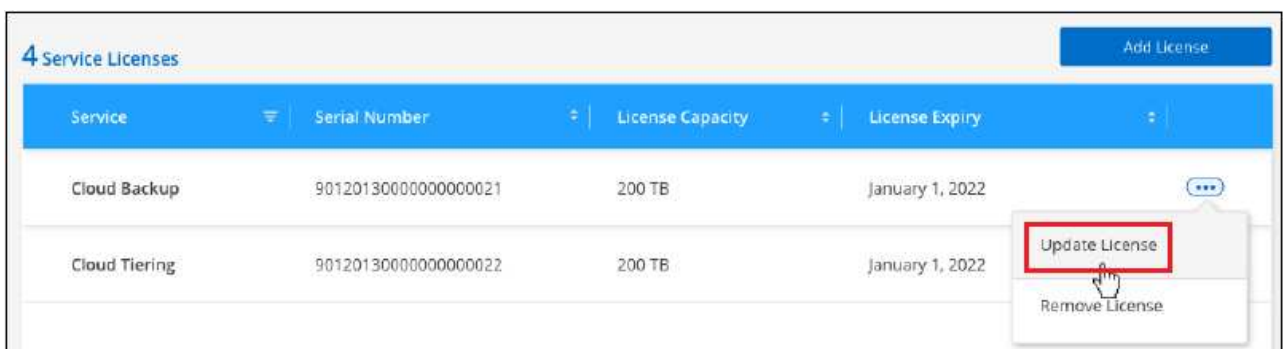 4 Service Licenses
Add License
Service Serial Number License Capacity License Expiry
Cloud Backup 90120130000000000021 200 TB January 1, 2022
Update License
Cloud Tiering 90120130000000000022 200 TB January 1, 2022
Remove License